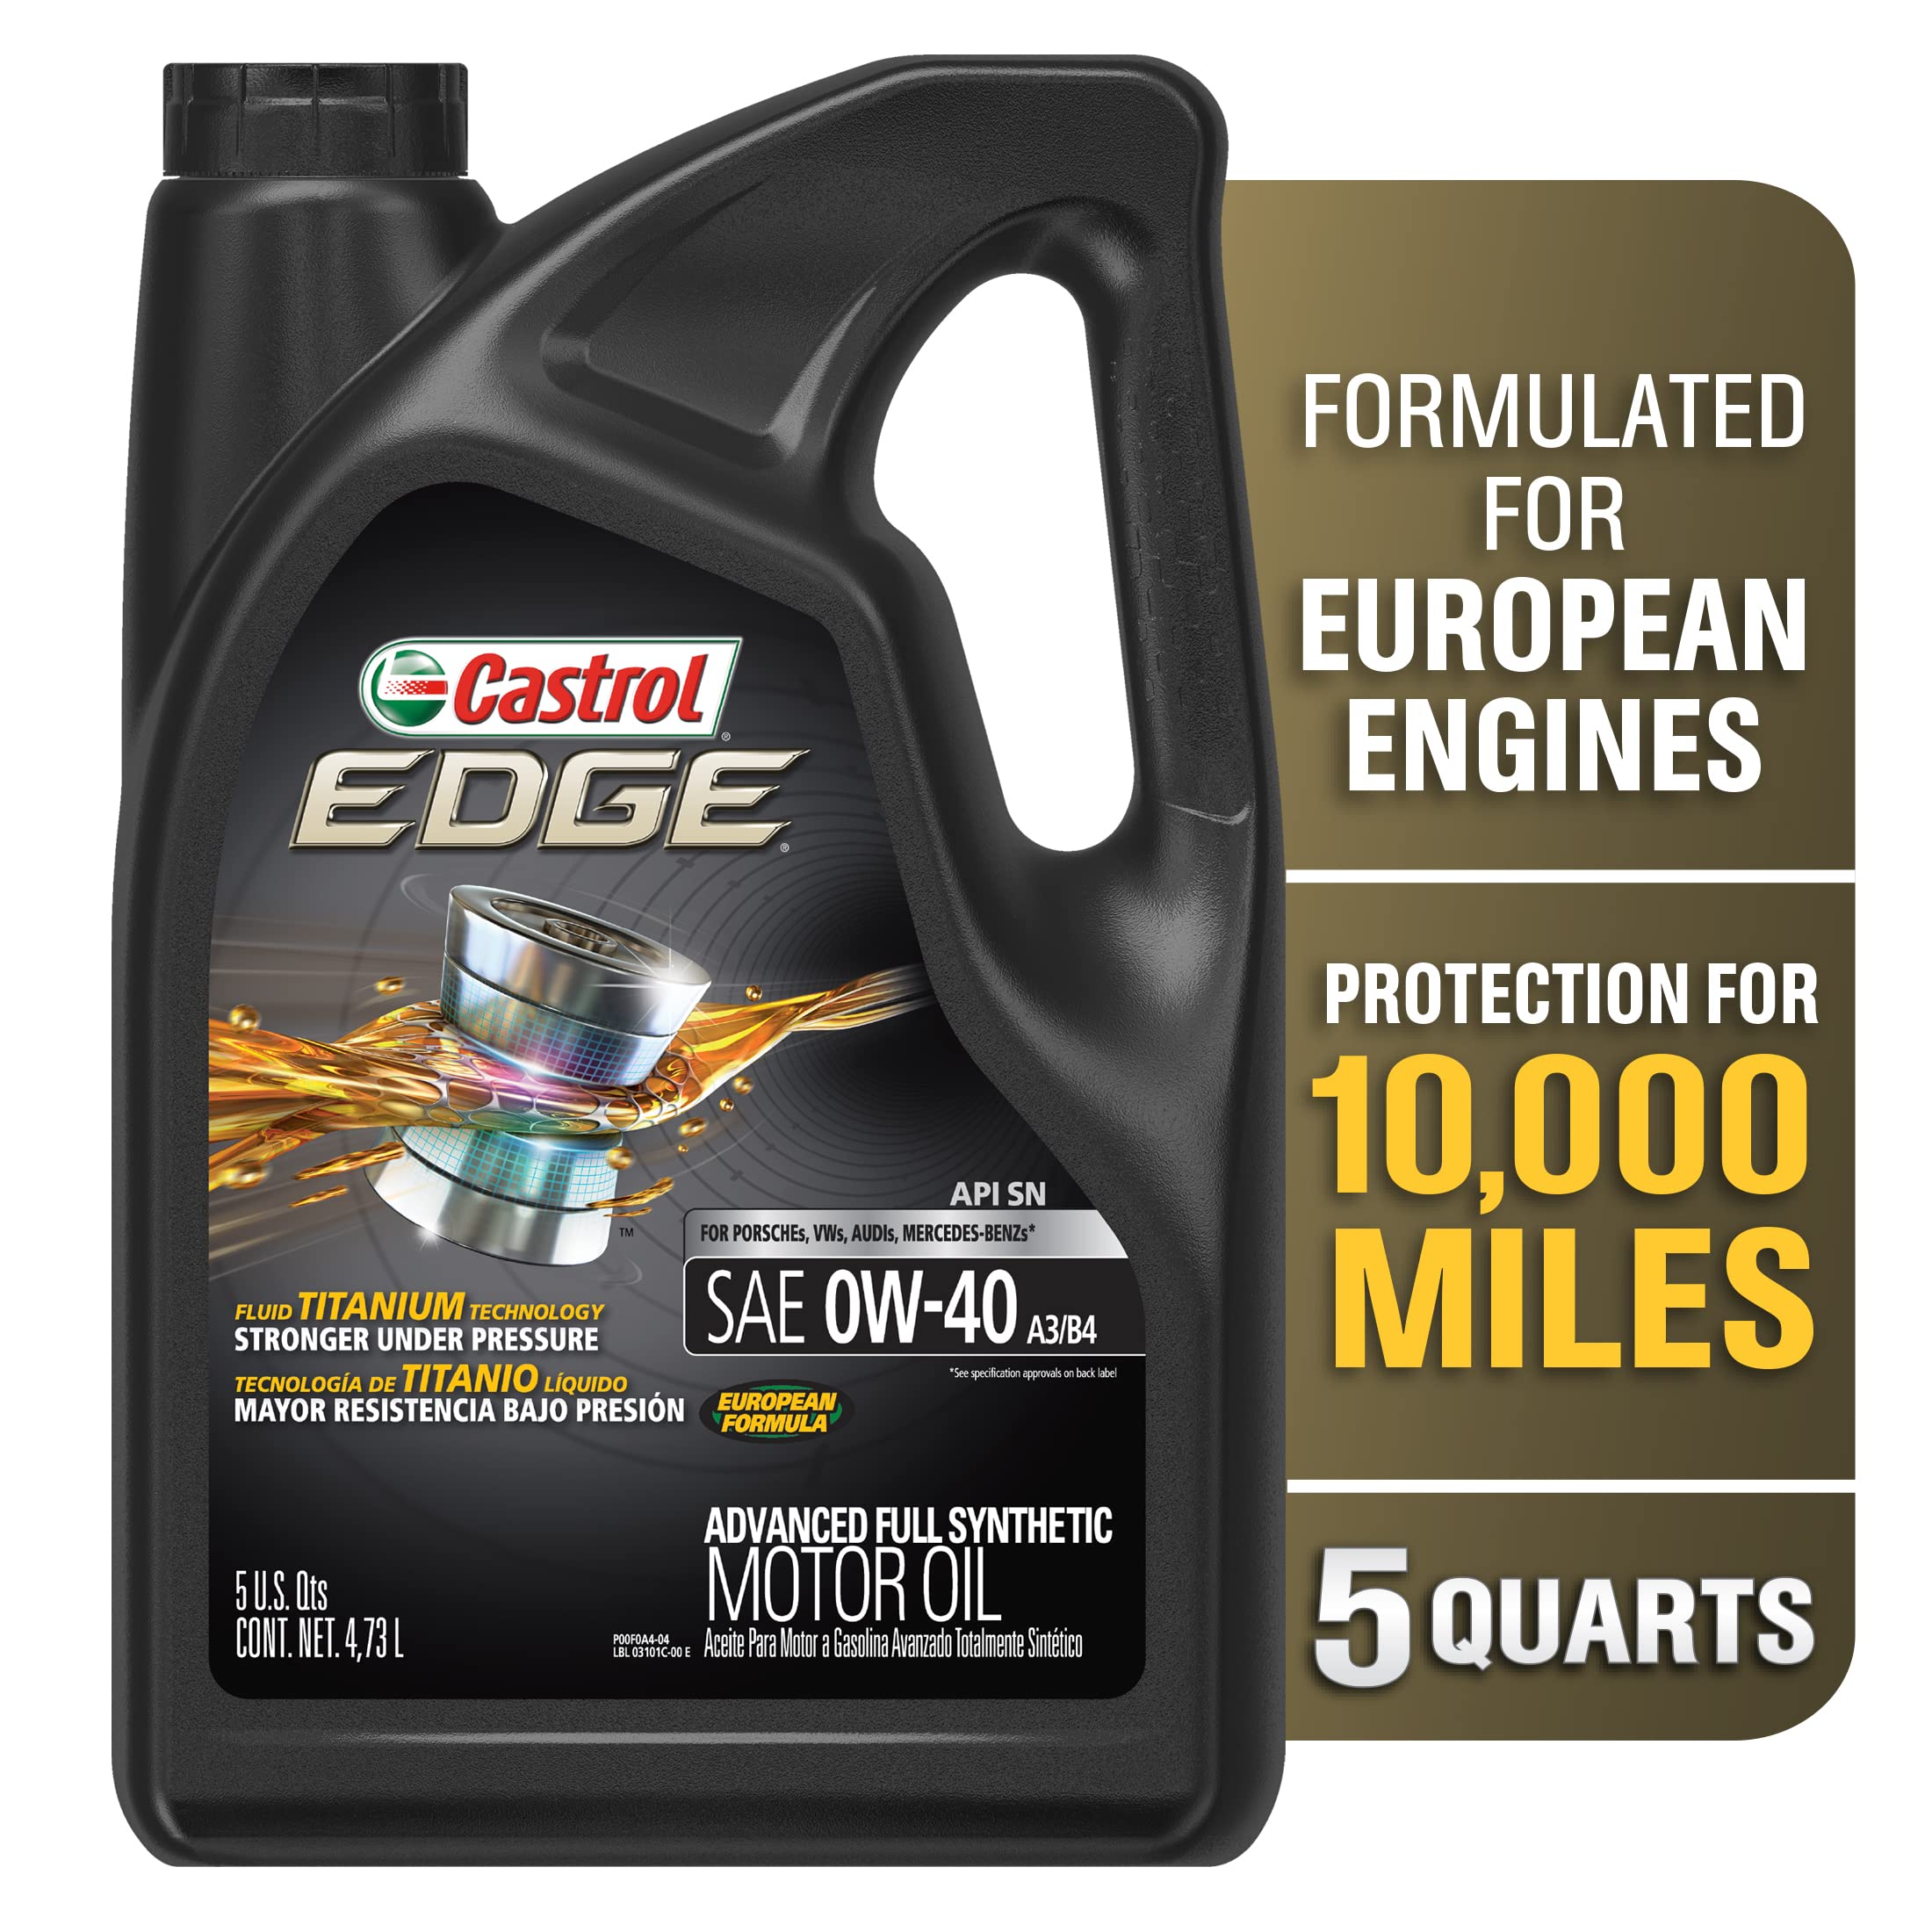 Castrol®
EDGE®
™
API SN
FOR PORSCHEs, VWs, AUDIs, MERCEDES-BENZs*
SAE 0W-40 A3/B4
*See specification approvals on back label
FLUID TITANIUM TECHNOLOGY
STRONGER UNDER PRESSURE
TECNOLOGÍA DE TITANIO LÍQUIDO
MAYOR RESISTENCIA BAJO PRESIÓN
EUROPEAN
FORMULA
ADVANCED FULL SYNTHETIC
MOTOR OIL
Aceite Para Motor a Gasolina Avanzado Totalmente Sintético
5 U.S. Qts
CONT. NET. 4,73 L
P00F0A4-04
LBL 03101C-00 E
FORMULATED
FOR
EUROPEAN
ENGINES
PROTECTION FOR
10,000
MILES
5 QUARTS